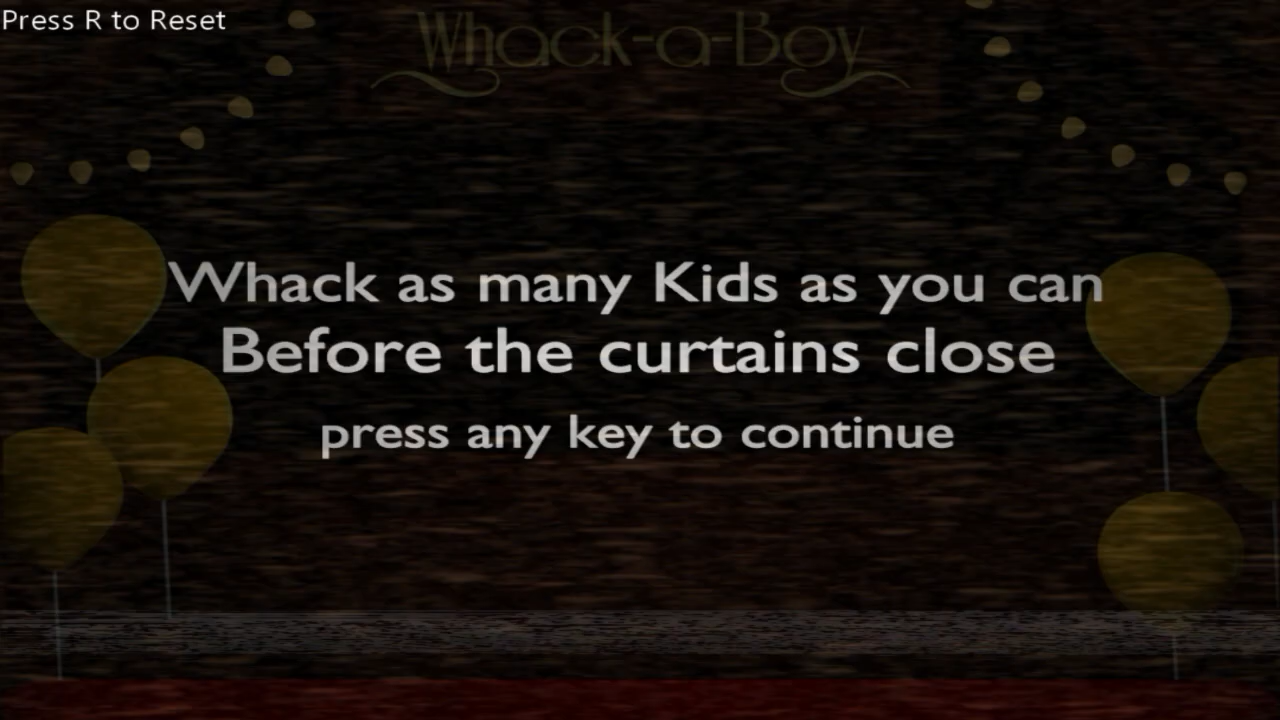 Press R to Reset
Whack-a-Boy
Whack as many Kids as you can
Before the curtains close
press any key to continue